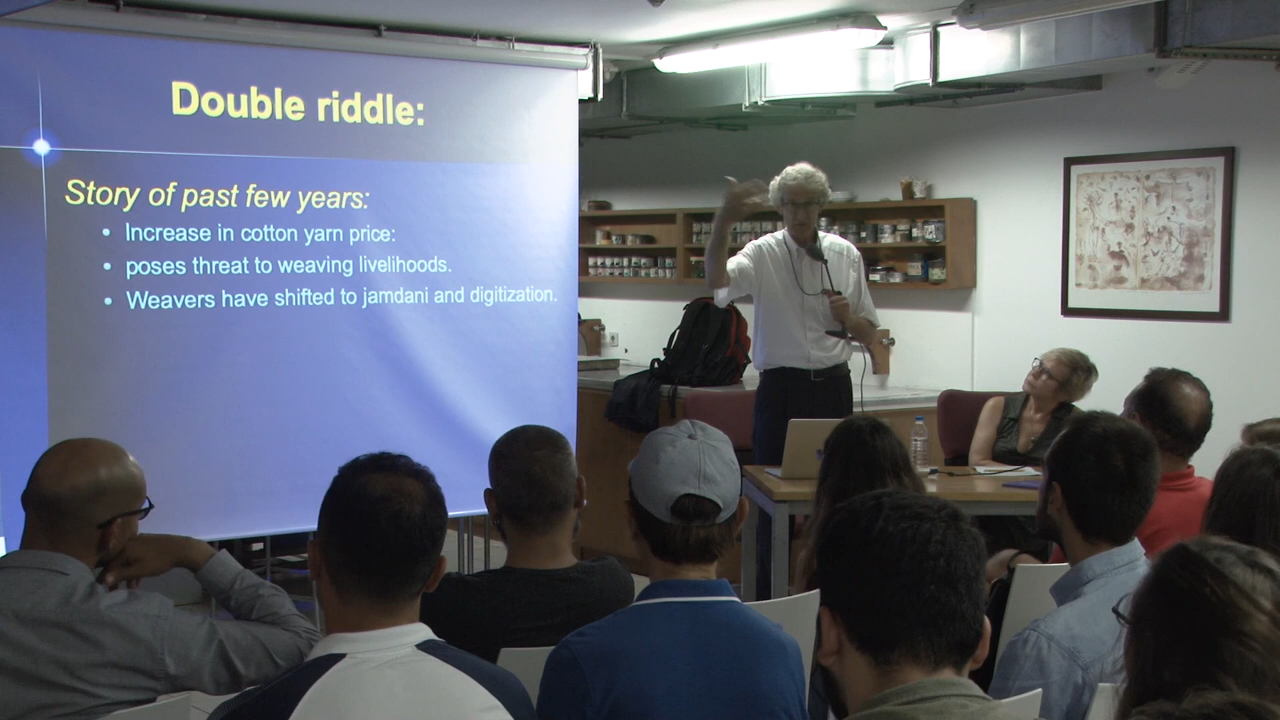 Double riddle:
Story of past few years:
• Increase in cotton yarn price:
• poses threat to weaving livelihoods.
• Weavers have shifted to jamdani and digitization.